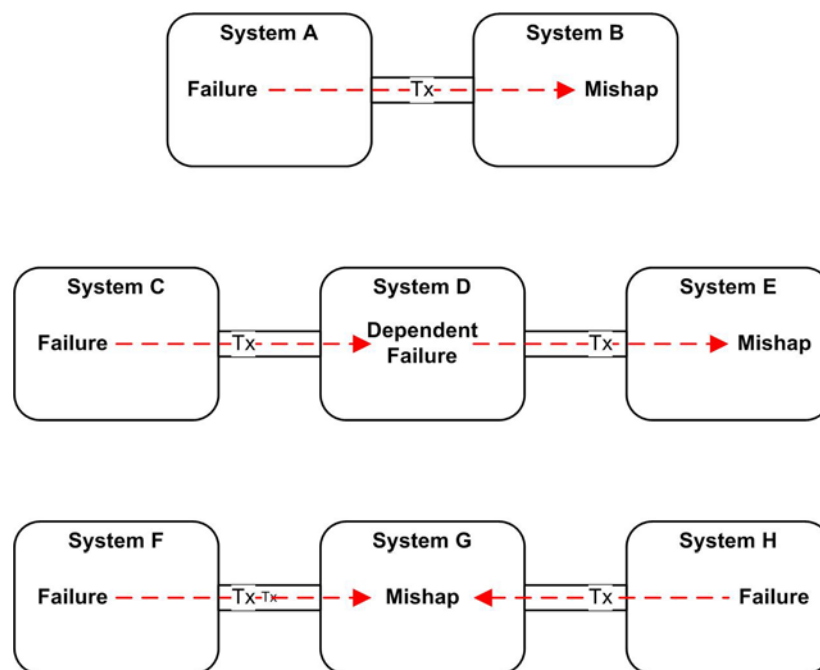 System A
System B
Failure
Tx
Mishap
System C
System D
System E
Failure
Tx
Dependent
Failure
Tx
Mishap
System F
System G
System H
Failure
Tx
Tx
Mishap
Tx
Failure